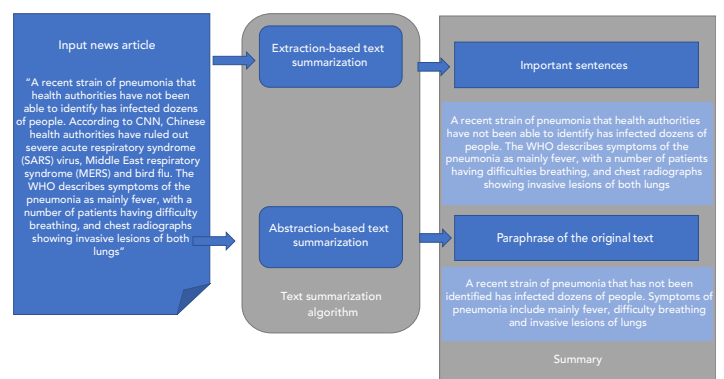 Input news article
“A recent strain of pneumonia that
health authorities have not been
able to identify has infected dozens
of people. According to CNN, Chinese
health authorities have ruled out
severe acute respiratory syndrome
(SARS) virus, Middle East respiratory
syndrome (MERS) and bird flu. The
WHO describes symptoms of the
pneumonia as mainly fever, with a
number of patients having difficulty
breathing, and chest radiographs
showing invasive lesions of both
lungs”
Extraction-based text
summarization
Abstraction-based text
summarization
Text summarization
algorithm
Important sentences
A recent strain of pneumonia that health authorities
have not been able to identify has infected dozens of
people. The WHO describes symptoms of the
pneumonia as mainly fever, with a number of patients
having difficulties breathing, and chest radiographs
showing invasive lesions of both lungs
Paraphrase of the original text
A recent strain of pneumonia that has not been
identified has infected dozens of people. Symptoms of
pneumonia include mainly fever, difficulty breathing
and invasive lesions of lungs
Summary